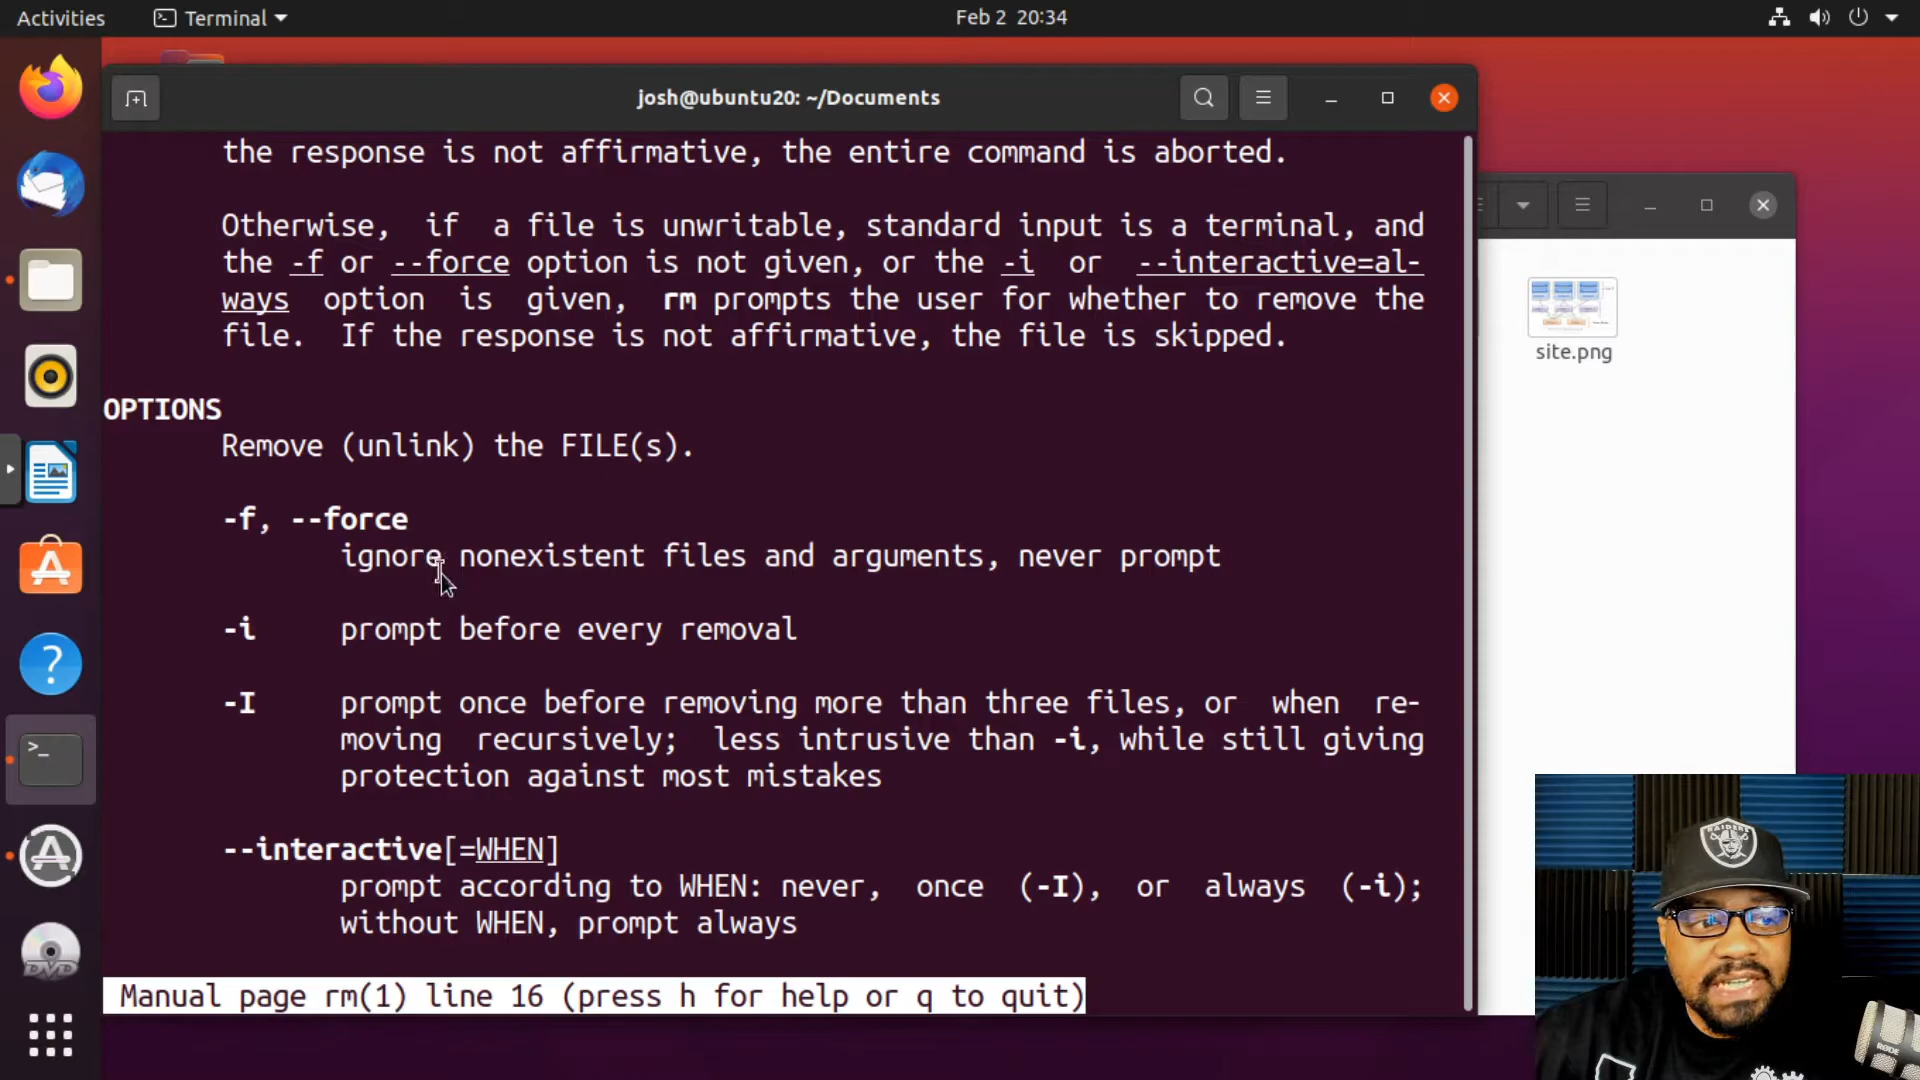 Activities
Terminal
Feb 2 20:34
josh@ubuntu20: ~/Documents
the response is not affirmative, the entire command is aborted.
Otherwise, if a file is unwritable, standard input is a terminal, and
the -f or --force option is not given, or the -i or --interactive=al-
ways option is given, rm prompts the user for whether to remove the
file. If the response is not affirmative, the file is skipped.
OPTIONS
Remove (unlink) the FILE(s).
-f, --force
ignore nonexistent files and arguments, never prompt
-i prompt before every removal
-I prompt once before removing more than three files, or when re-
moving recursively; less intrusive than -i, while still giving
protection against most mistakes
--interactive[=WHEN]
prompt according to WHEN: never, once (-I), or always (-i);
without WHEN, prompt always
Manual page rm(1) line 16 (press h for help or q to quit)
site.png
>_
DVD
RAIDERS
RODE